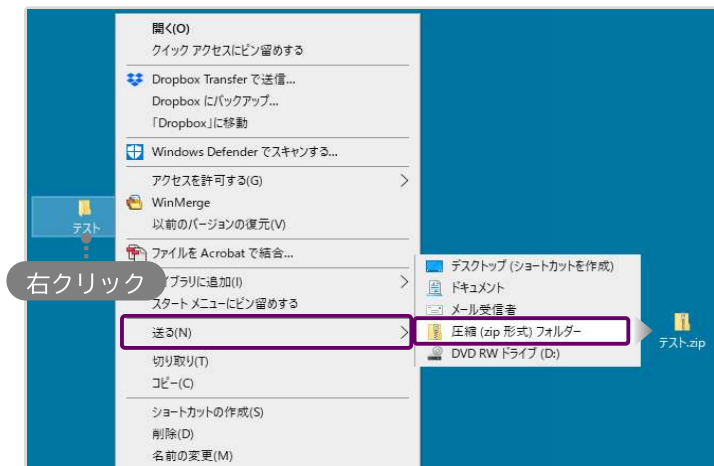 開く(O)
クイック アクセスにピン留めする
Dropbox Transfer で送信...
Dropbox にバックアップ...
「Dropbox」に移動
Windows Defender でスキャンする...
アクセスを許可する(G)
WinMerge
以前のバージョンの復元(V)
テスト
ファイルを Acrobat で結合...
右クリック
イブラリに追加(I)
スタート メニューにピン留めする
送る(N)
切り取り(T)
コピー(C)
ショートカットの作成(S)
削除(D)
名前の変更(M)
デスクトップ (ショートカットを作成)
ドキュメント
メール受信者
圧縮 (zip 形式) フォルダー
DVD RW ドライブ (D:)
テスト.zip